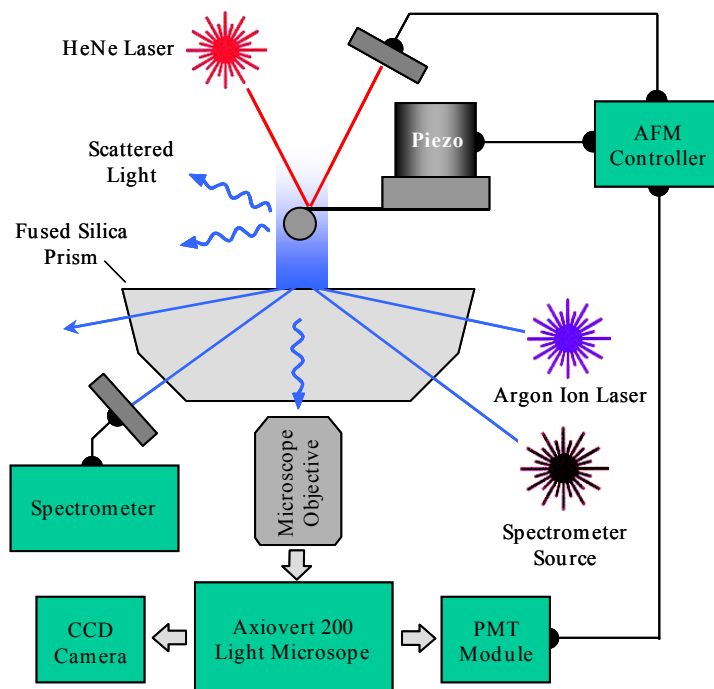 HeNe Laser
Scattered
Light
Fused Silica
Prism
Piezo
AFM
Controller
Argon Ion Laser
Spectrometer
Microscope
Objective
Spectrometer
Source
CCD
Camera
Axiovert 200
Light Microsope
PMT
Module